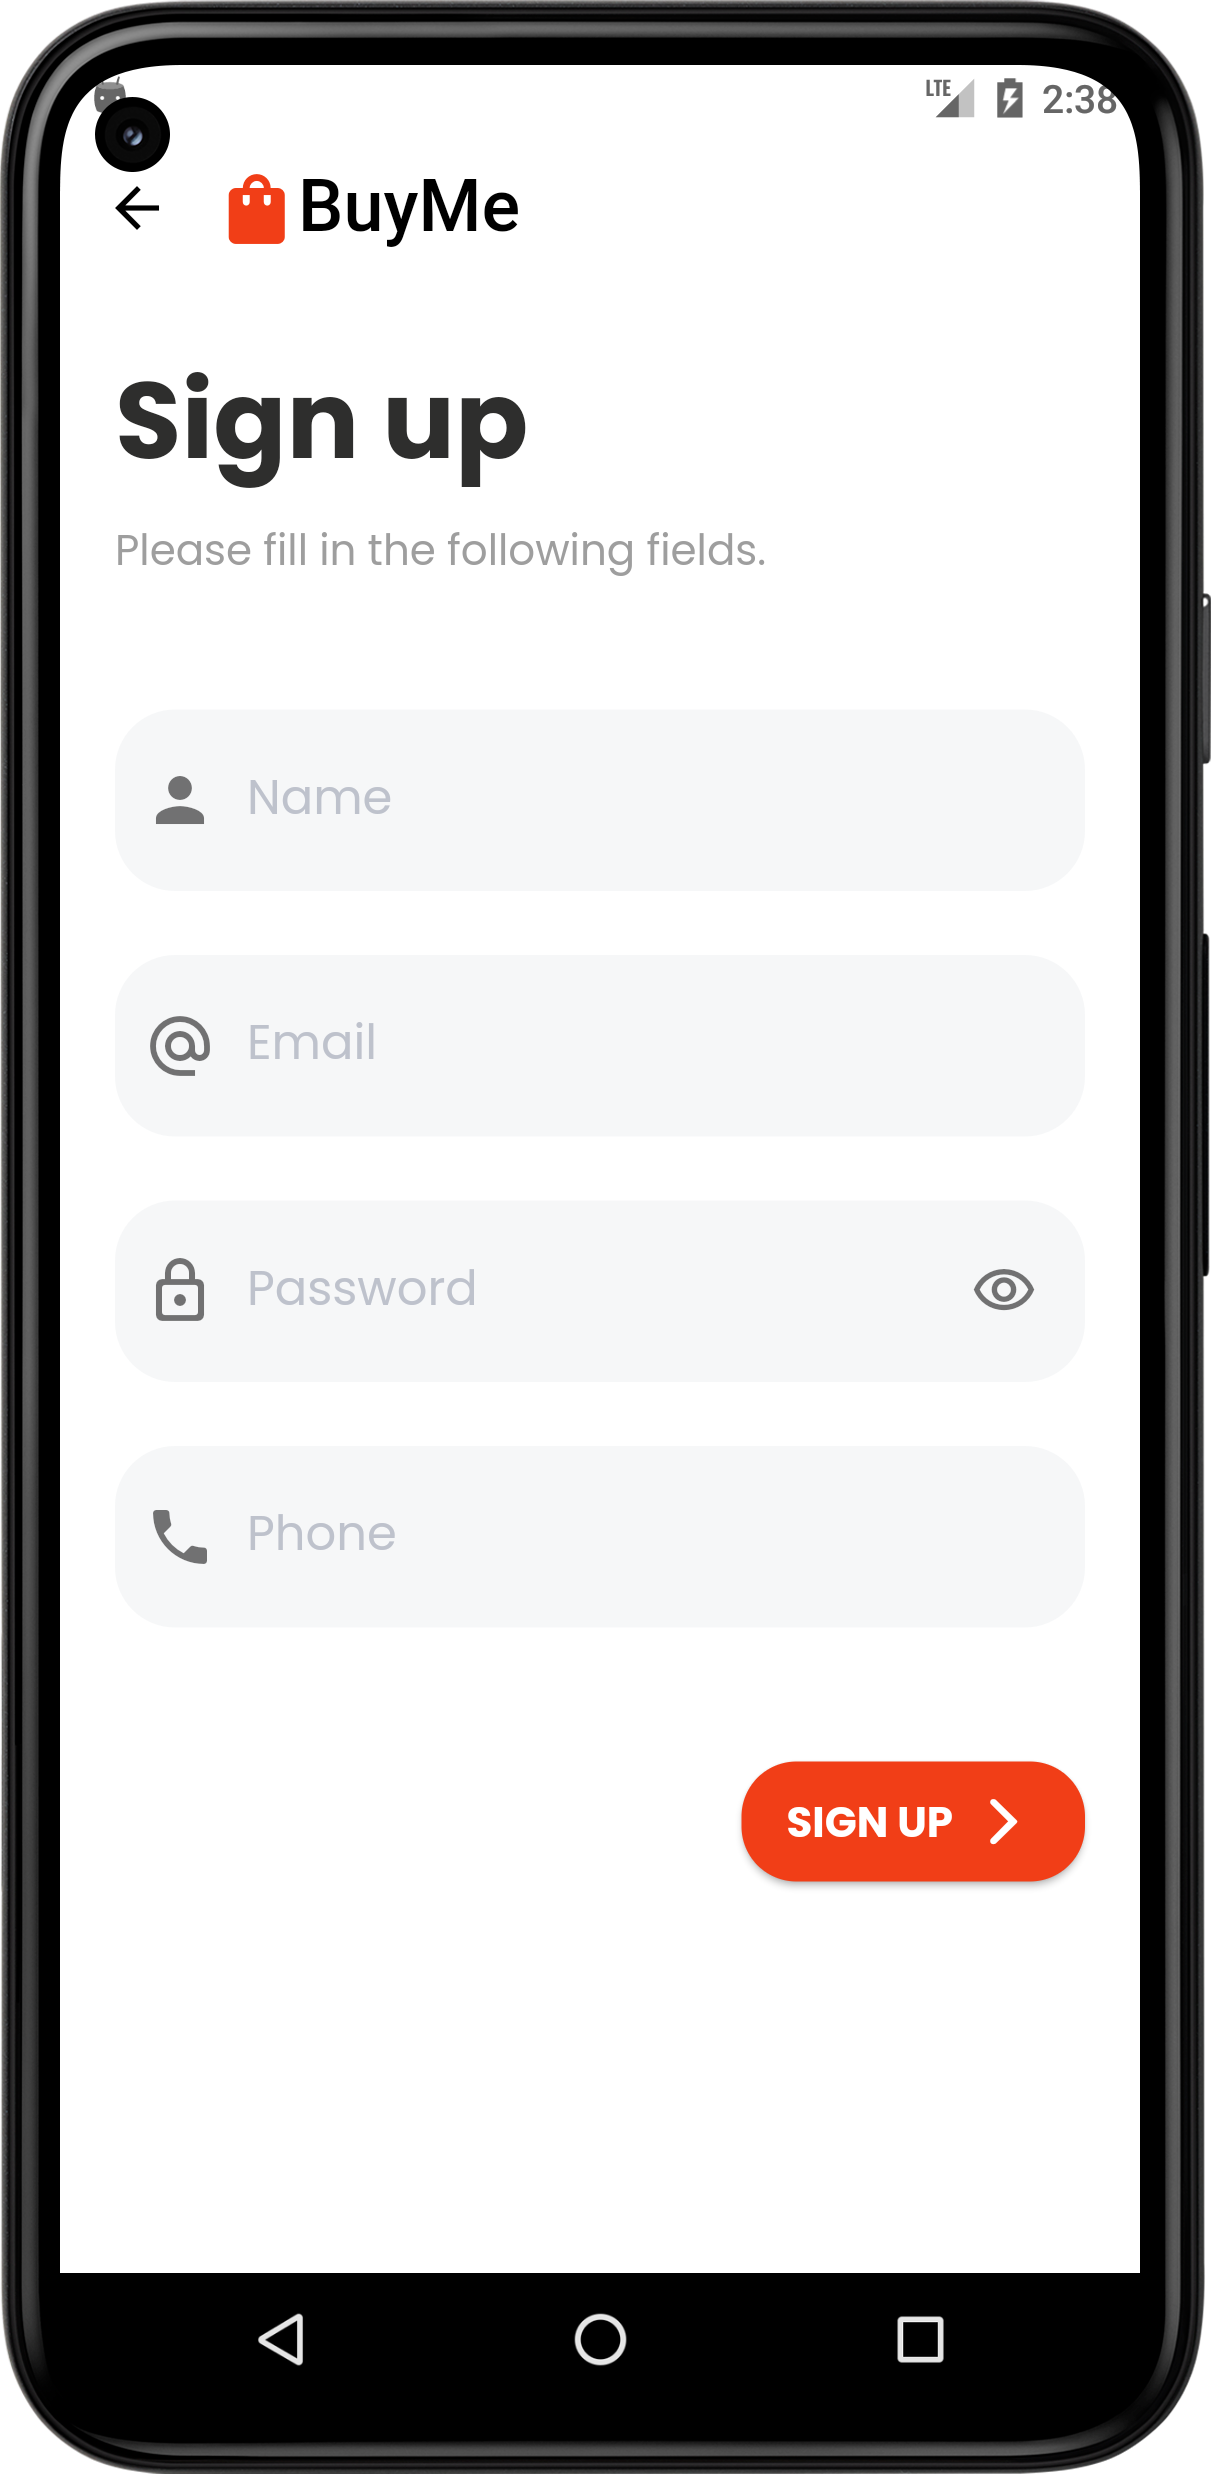 LTE 2:38
BuyMe
Sign up
Please fill in the following fields.
Name
Email
Password
Phone
SIGN UP